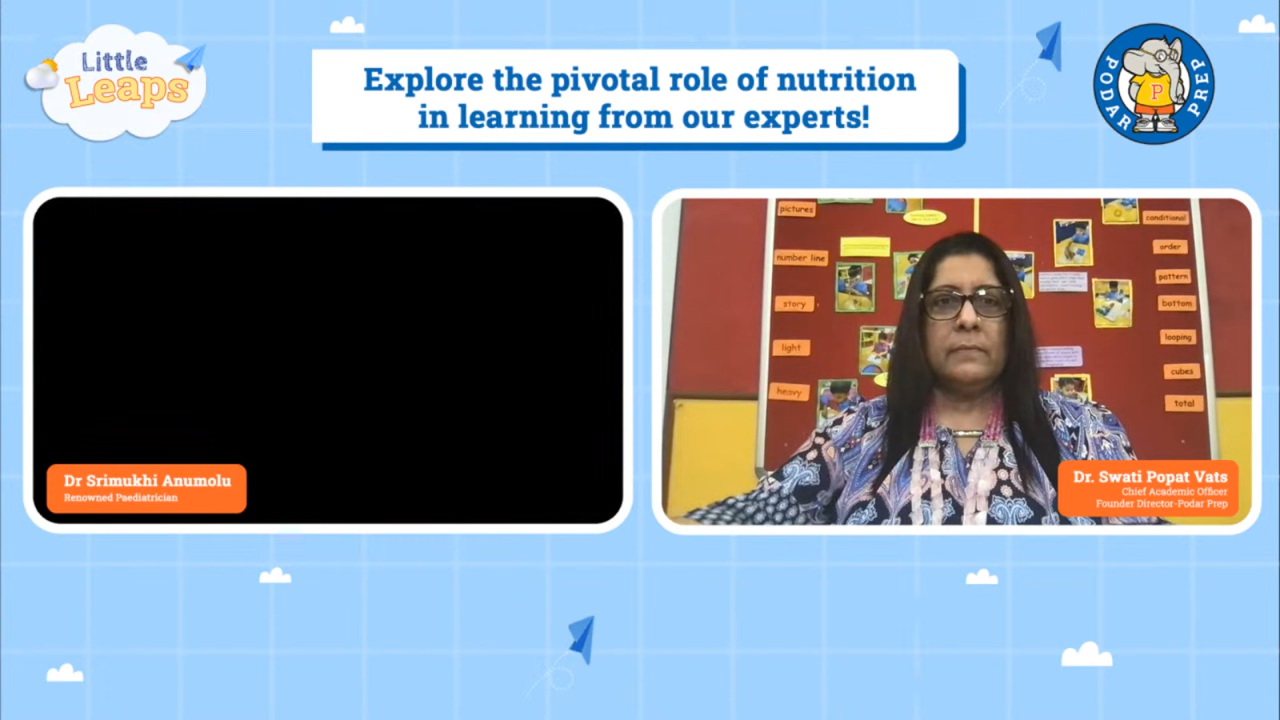 Little
Leaps
Explore the pivotal role of nutrition
in learning from our experts!
PODAR PREP
P
Dr Srimukhi Anumolu
Renowned Paediatrician
pictures
number line
story
light
heavy
conditional
order
pattern
bottom
looping
cubes
total
Dr. Swati Popat Vats
Chief Academic Officer
Founder Director-Podar Prep